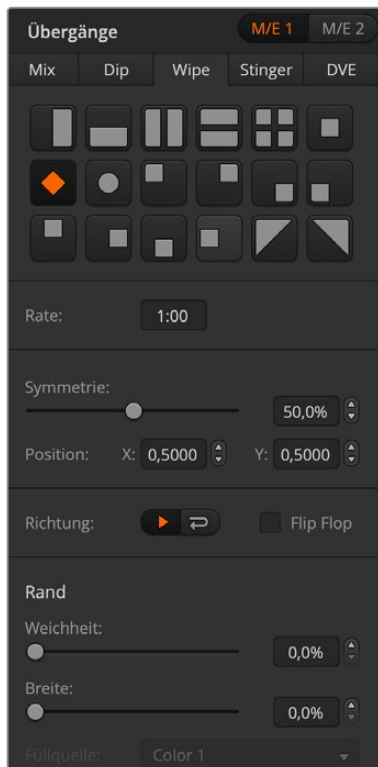 Übergänge M/E 1 M/E 2
Mix Dip Wipe Stinger DVE
Rate: 1:00
Symmetrie:
50,0%
Position: X: 0,5000 Y: 0,5000
Richtung: Flip Flop
Rand
Weichheit:
0,0%
Breite:
0,0%
Füllquelle: Color 1